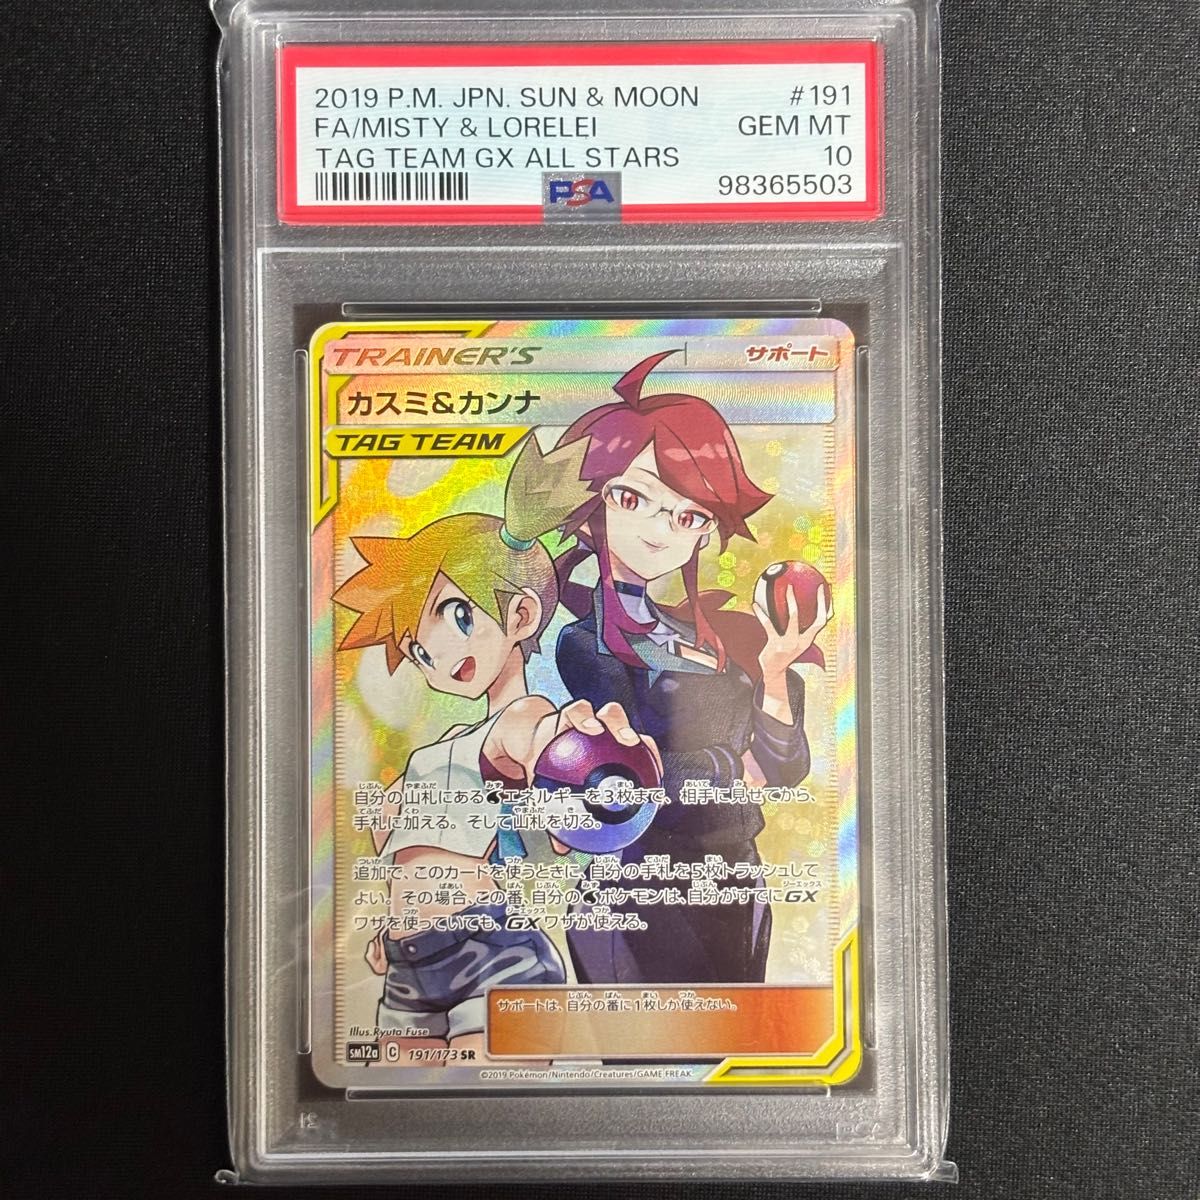 2019 P.M. JPN. SUN & MOON #191
FA/MISTY & LORELEI GEM MT
TAG TEAM GX ALL STARS 10
PSA 98365503
TRAINER'S サポート
カスミ&カンナ
TAG TEAM
自分の山札にあるエネルギーを3枚まで、相手に見せてから、
手札に加える。そして山札を切る。
追加で、このカードを使うときに、自分の手札を5枚トラッシュして
よい。その場合、この番、自分のポケモンは、自分がすでにGX
ワザを使っていても、GXワザが使える。
サポートは、自分の番に1枚しか使えない。
Illus.Ryuta Fuse
sm12a C 191/173 SR
©2019 Pokémon/Nintendo/Creatures/GAME FREAK